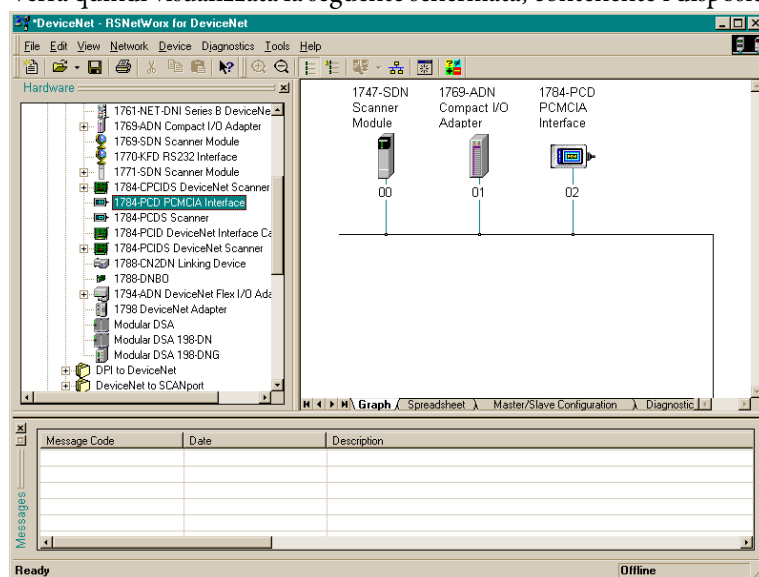 verrà quindi visualizzata la seguente schermata, contenente i disposi
*DeviceNet - RSNetWorx for DeviceNet
File Edit View Network Device Diagnostics Tools Help
Hardware
1761-NET-DNI Series B DeviceNe
1769-ADN Compact I/O Adapter
1769-SDN Scanner Module
1770-KFD RS232 Interface
1771-SDN Scanner Module
1784-CPCIDS DeviceNet Scanner
1784-PCD PCMCIA Interface
1784-PCDS Scanner
1784-PCID DeviceNet Interface Ca
1784-PCIDS DeviceNet Scanner
1788-CN2DN Linking Device
1788-DNBO
1794-ADN DeviceNet Flex I/O Ada
1798 DeviceNet Adapter
Modular DSA
Modular DSA 198-DN
Modular DSA 198-DNG
DPI to DeviceNet
DeviceNet to SCANport
1747-SDN
Scanner
Module
00
1769-ADN
Compact I/O
Adapter
01
1784-PCD
PCMCIA
Interface
02
Graph Spreadsheet Master/Slave Configuration Diagnostic
Messages
Message Code Date Description
Ready Offline